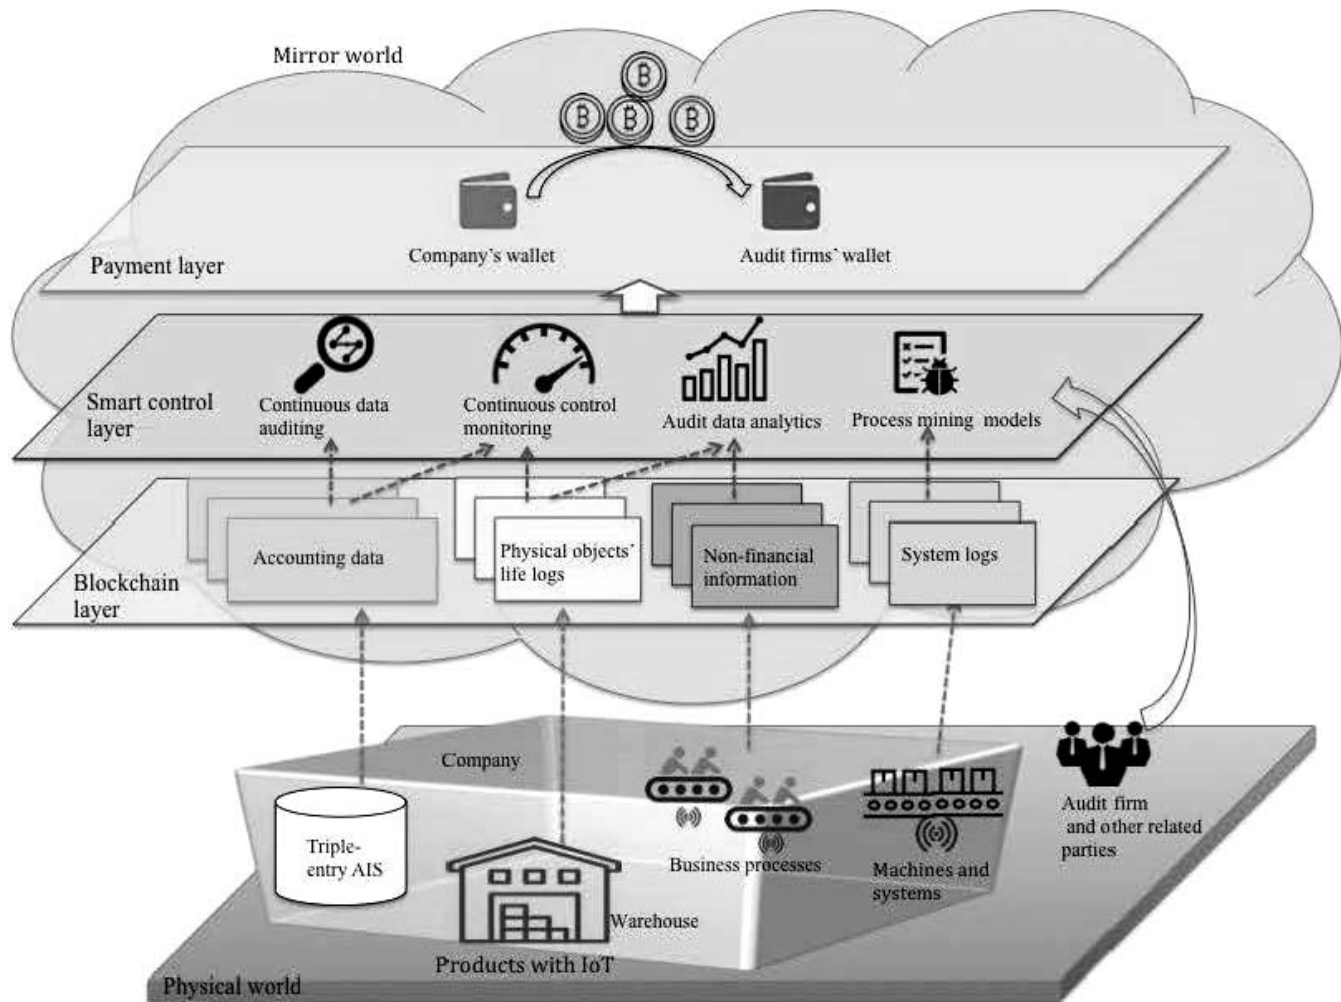 Mirror world
Company's wallet
Audit firms' wallet
Payment layer
Continuous data
auditing
Continuous control
monitoring
Audit data analytics
Process mining models
Smart control
layer
Accounting data
Physical objects'
life logs
Non-financial
information
System logs
Blockchain
layer
Company
Triple-
entry AIS
Warehouse
Products with IoT
Business processes
Machines and
systems
Audit firm
and other related
parties
Physical world